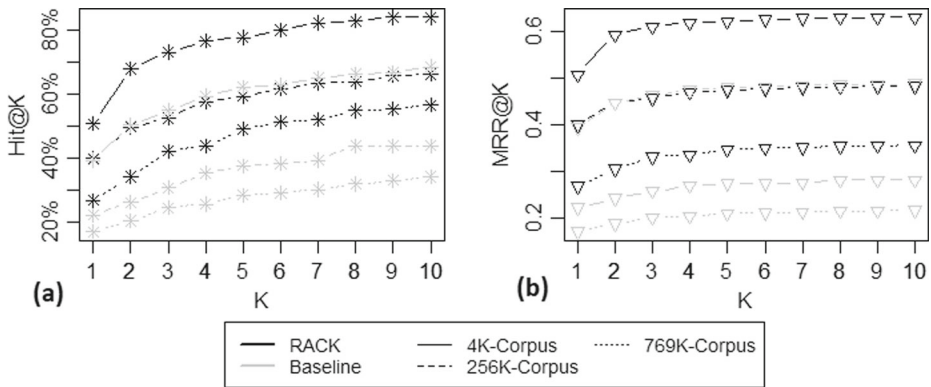 80%
60%
40%
20%
Hit@K
1 2 3 4 5 6 7 8 9 10
K
(a)
0.6
0.4
0.2
MRR@K
1 2 3 4 5 6 7 8 9 10
K
(b)
RACK 4K-Corpus 769K-Corpus
Baseline 256K-Corpus